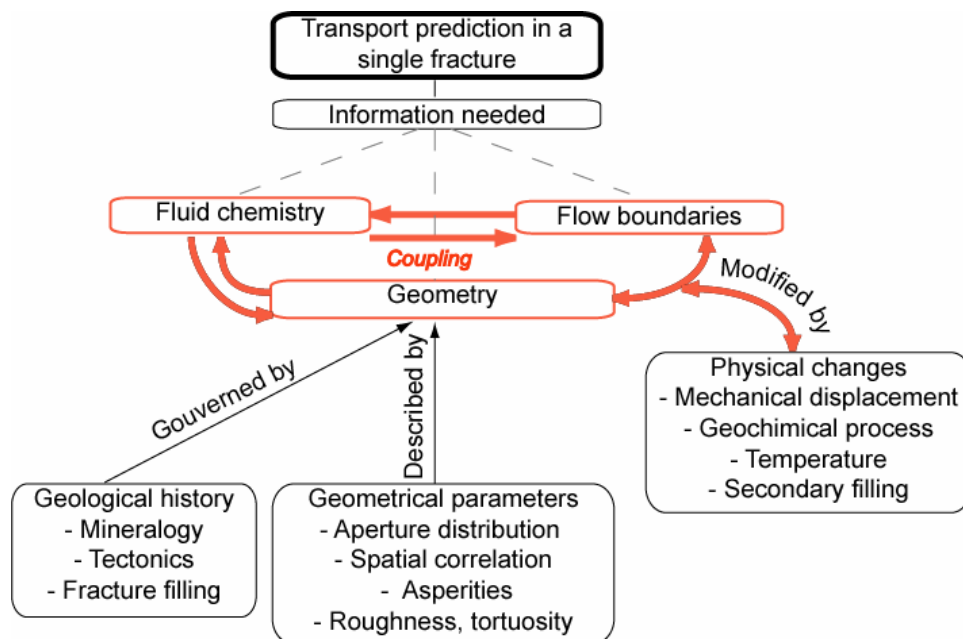 Transport prediction in a
single fracture
Information needed
Fluid chemistry
Flow boundaries
Coupling
Geometry
Modified by
Gouverned by
Described by
Physical changes
- Mechanical displacement
- Geochimical process
- Temperature
- Secondary filling
Geological history
- Mineralogy
- Tectonics
- Fracture filling
Geometrical parameters
- Aperture distribution
- Spatial correlation
- Asperities
- Roughness, tortuosity